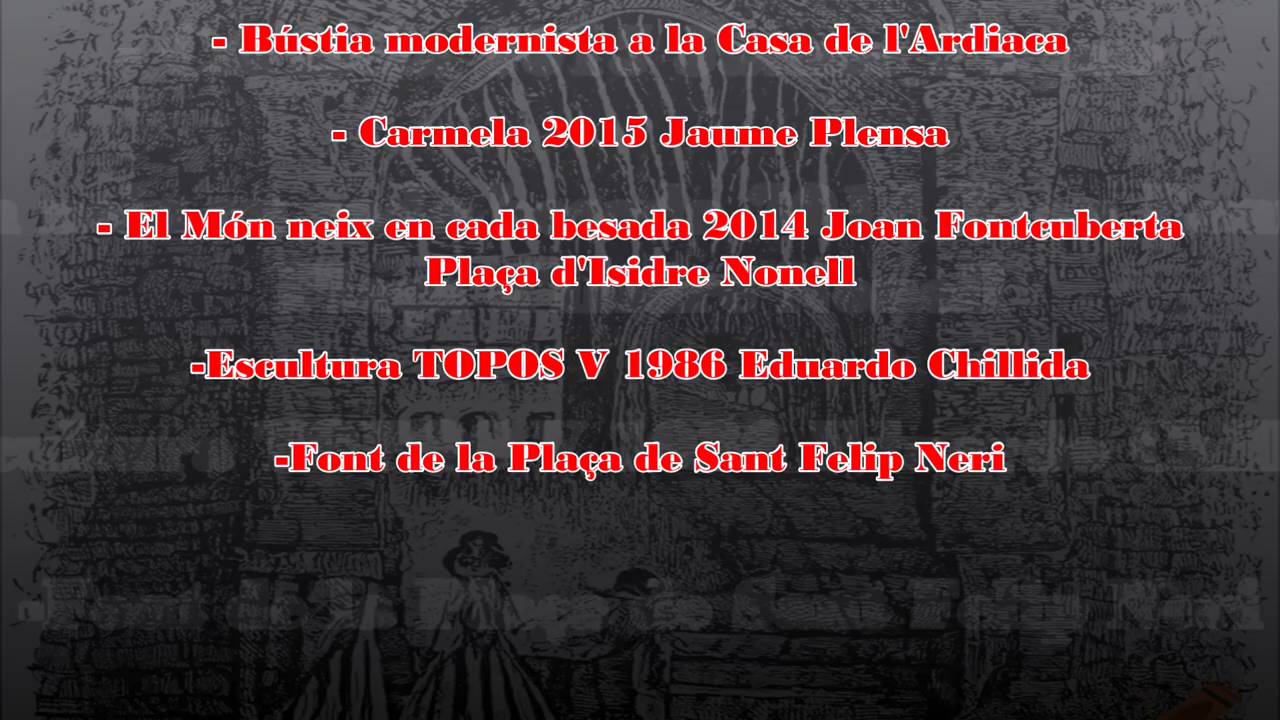 - Bústia modernista a la Casa de l'Ardiaca
- Carmela 2015 Jaume Plensa
- El Món neix en cada besada 2014 Joan Fontcuberta
Plaça d'Isidre Nonell
-Escultura TOPOS V 1986 Eduardo Chillida
-Font de la Plaça de Sant Felip Neri